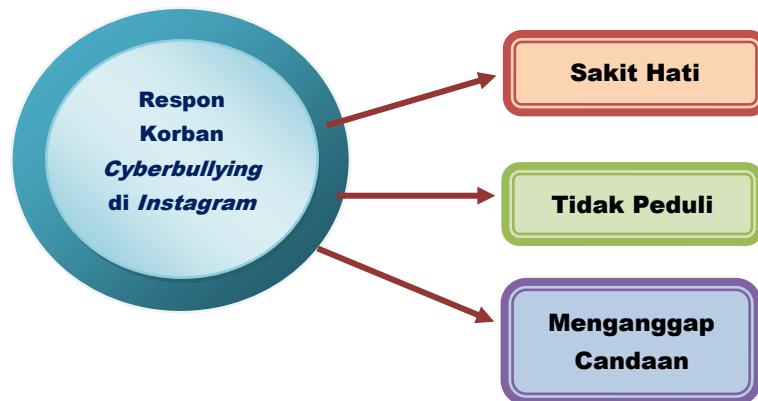 Respon
Korban
Cyberbullying
di Instagram
Sakit Hati
Tidak Peduli
Menganggap
Candaan